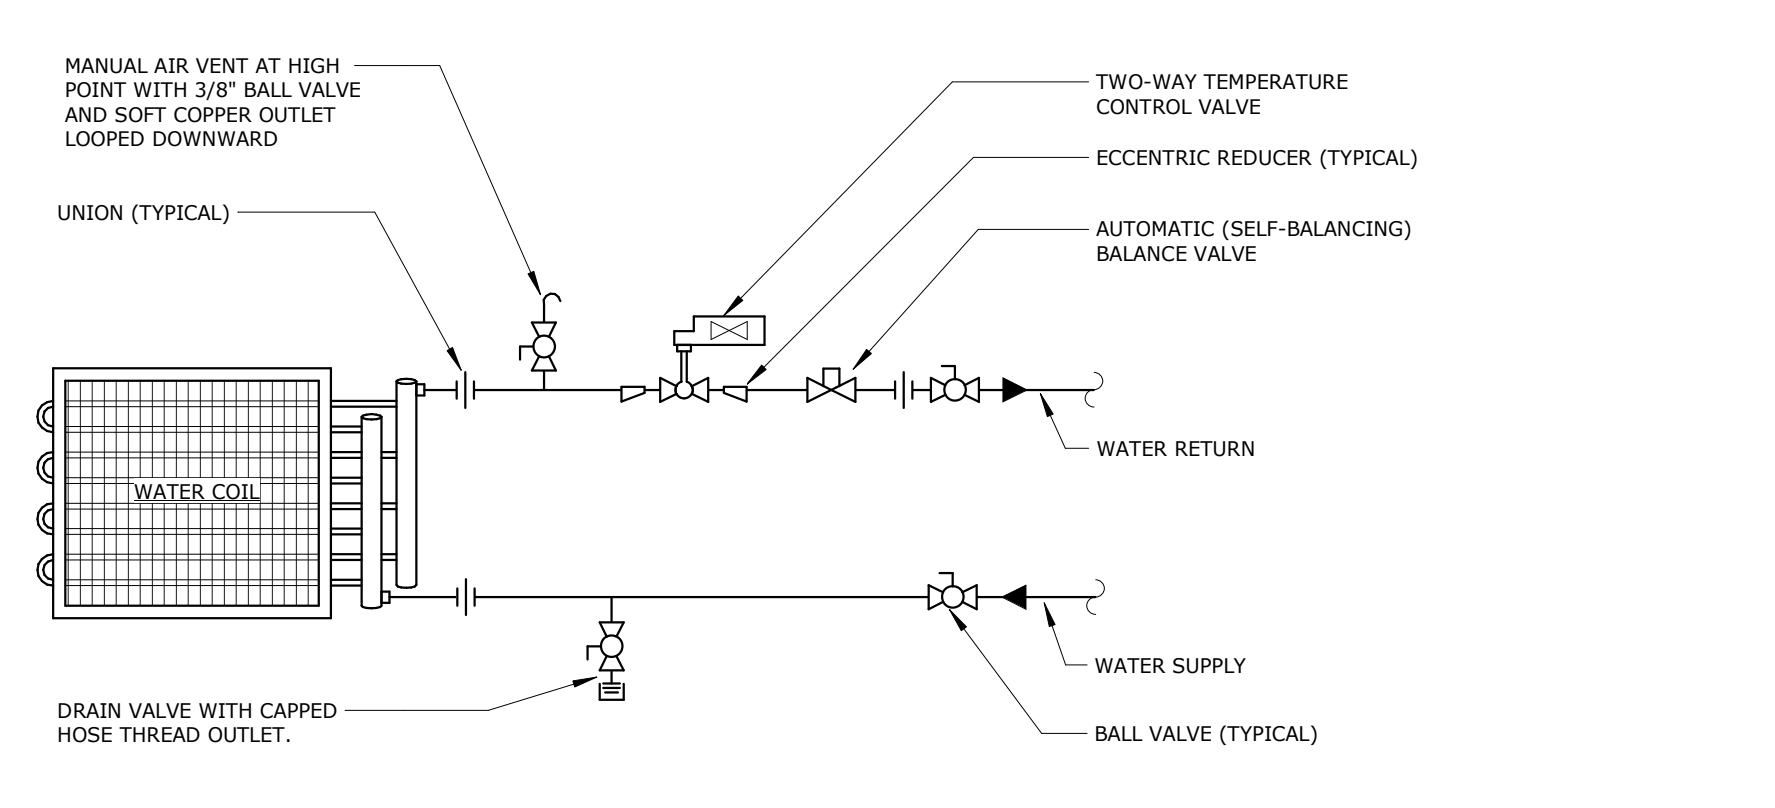 MANUAL AIR VENT AT HIGH
POINT WITH 3/8" BALL VALVE
AND SOFT COPPER OUTLET
LOOPED DOWNWARD
UNION (TYPICAL)
TWO-WAY TEMPERATURE
CONTROL VALVE
ECCENTRIC REDUCER (TYPICAL)
AUTOMATIC (SELF-BALANCING)
BALANCE VALVE
WATER RETURN
WATER COIL
WATER SUPPLY
DRAIN VALVE WITH CAPPED
HOSE THREAD OUTLET.
BALL VALVE (TYPICAL)